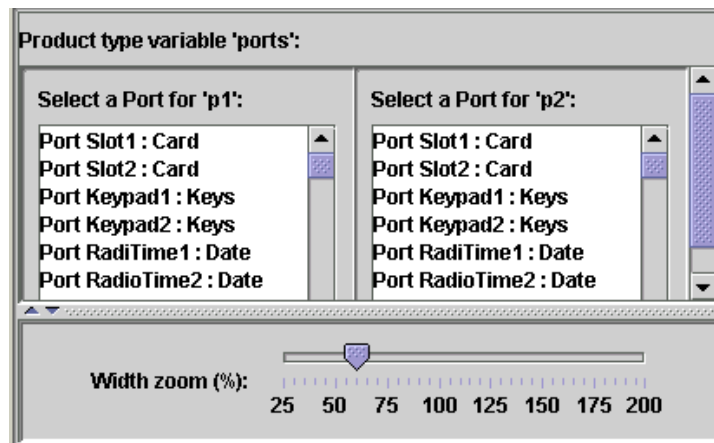 Product type variable 'ports':
Select a Port for 'p1':
Port Slot1 : Card
Port Slot2 : Card
Port Keypad1 : Keys
Port Keypad2 : Keys
Port RadiTime1 : Date
Port RadioTime2 : Date
Select a Port for 'p2':
Port Slot1 : Card
Port Slot2 : Card
Port Keypad1 : Keys
Port Keypad2 : Keys
Port RadiTime1 : Date
Port RadioTime2 : Date
Width zoom (%):
25 50 75 100 125 150 175 200